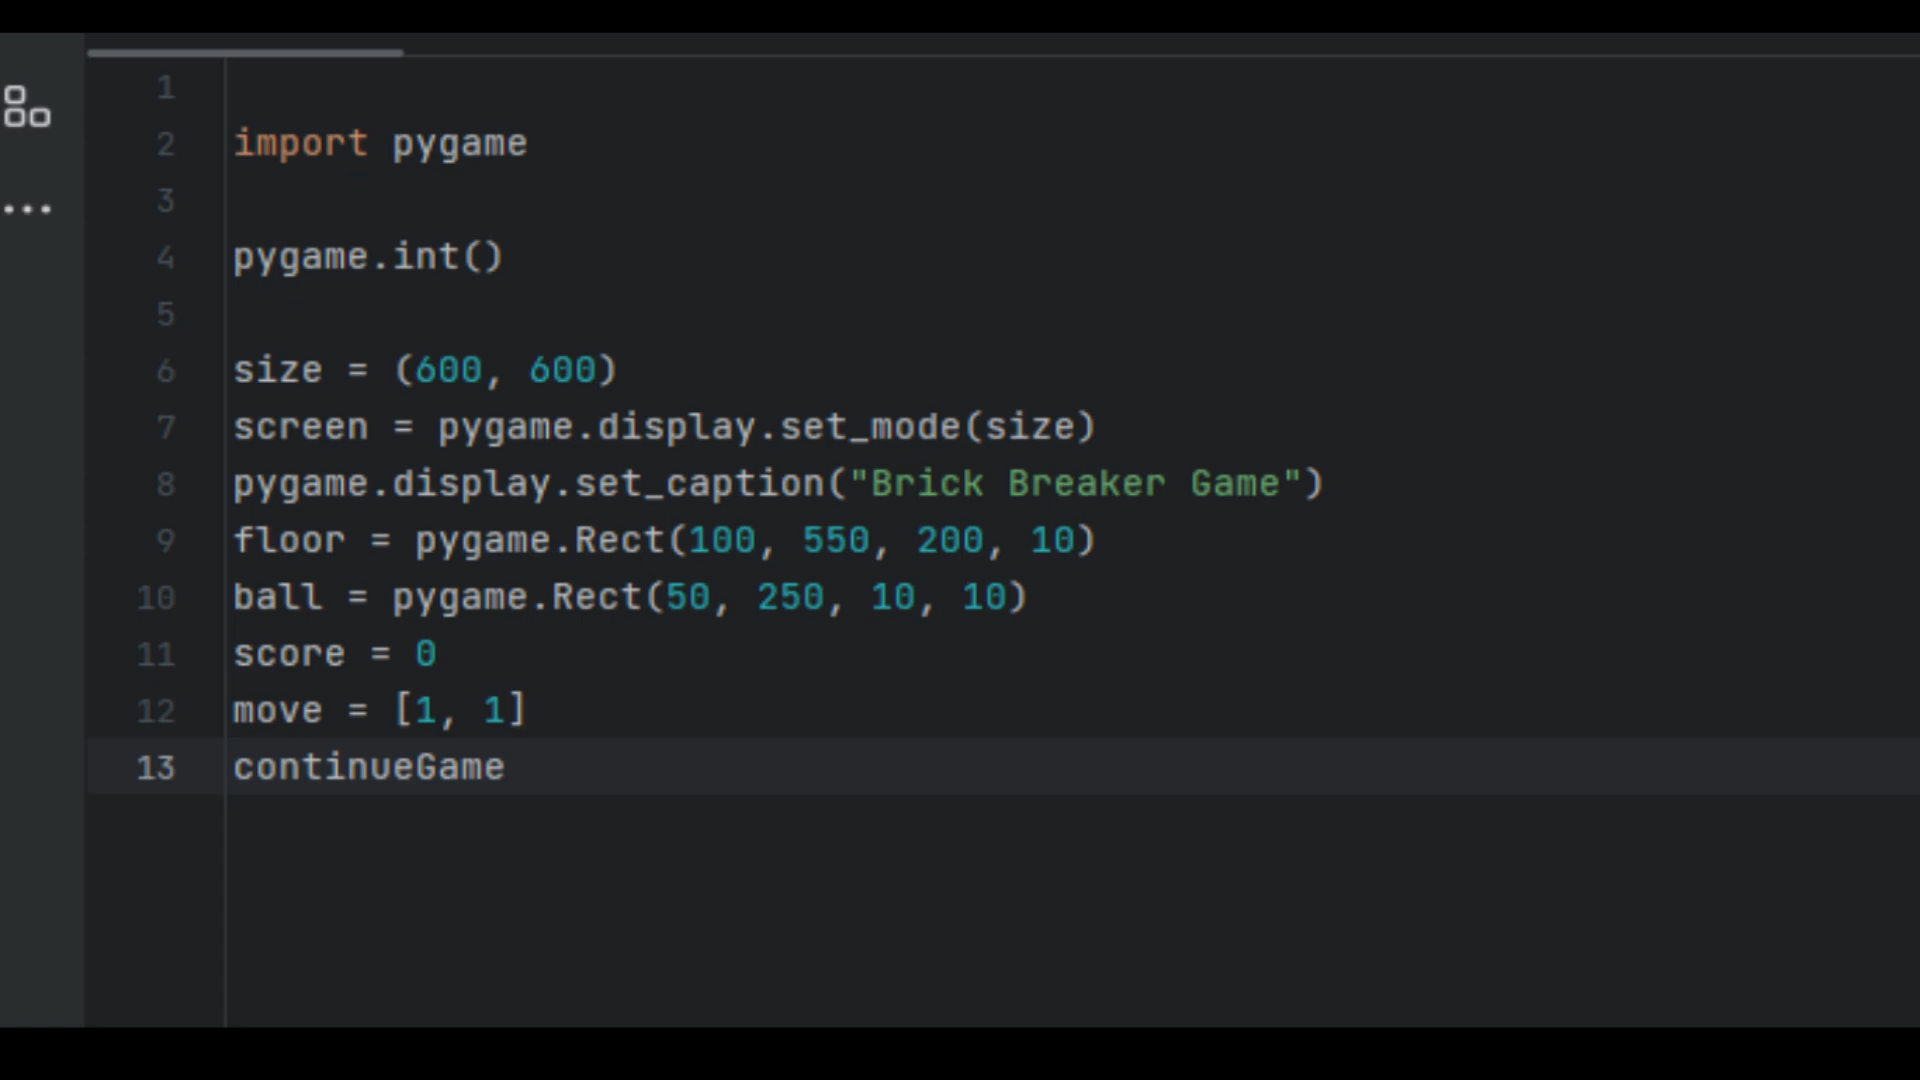 1
2 import pygame
3
4 pygame.int()
5
6 size = (600, 600)
7 screen = pygame.display.set_mode(size)
8 pygame.display.set_caption("Brick Breaker Game")
9 floor = pygame.Rect(100, 550, 200, 10)
10 ball = pygame.Rect(50, 250, 10, 10)
11 score = 0
12 move = [1, 1]
13 continueGame